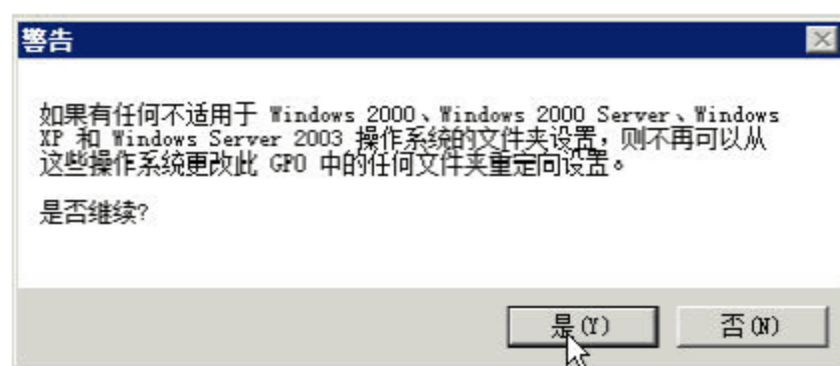 警告
如果有任何不适用于 Windows 2000、Windows 2000 Server、Windows
XP 和 Windows Server 2003 操作系统的文件夹设置，则不再可以从
这些操作系统更改此 GPO 中的任何文件夹重定向设置。
是否继续?
是(Y)
否(N)